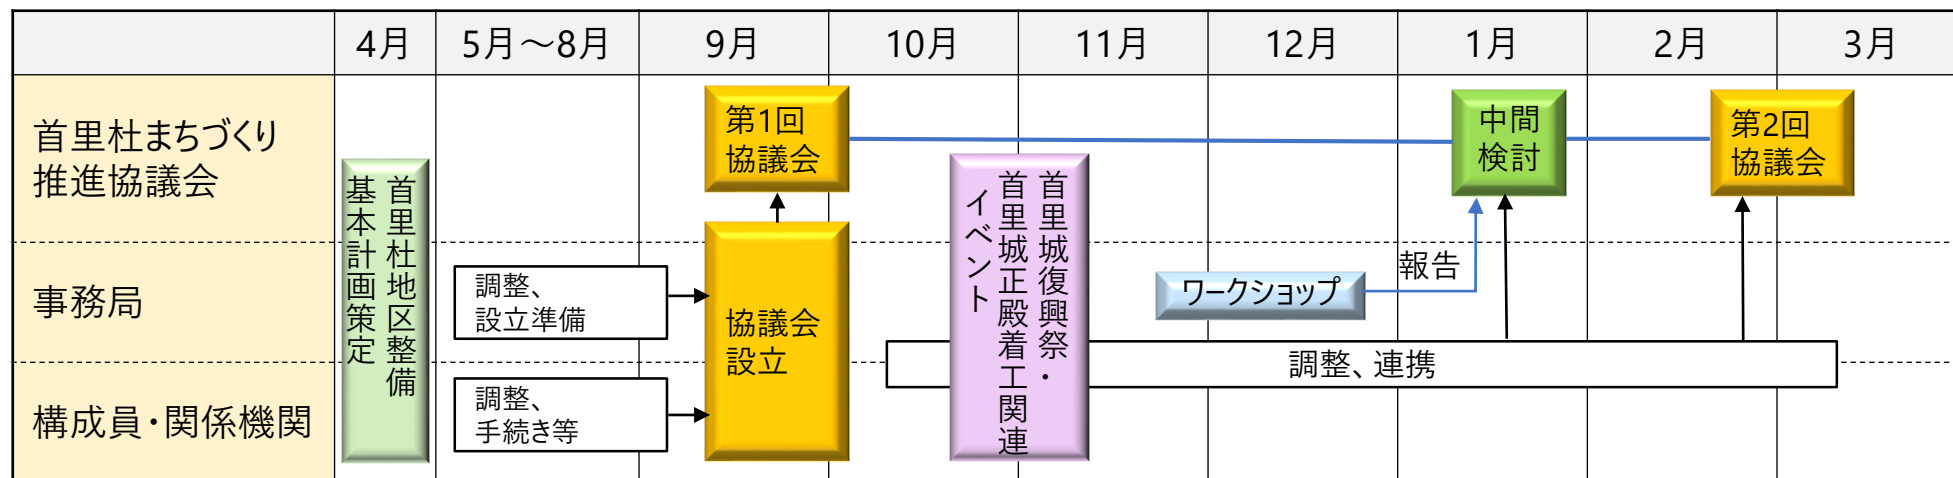 4月
5月～8月
9月
10月
11月
12月
1月
2月
3月
首里杜まちづくり
推進協議会
事務局
構成員・関係機関
首里杜地区整備
基本計画策定
調整、
設立準備
調整、
手続き等
第1回
協議会
協議会
設立
首里城復興祭・
首里城正殿着工関連
イベント
ワークショップ
報告
中間
検討
第2回
協議会
調整、連携